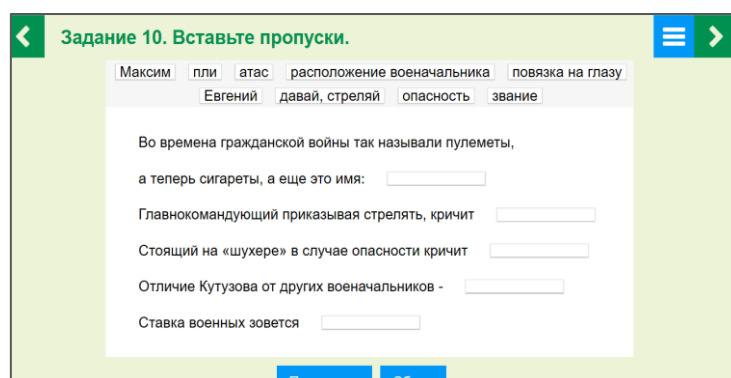 Задание 10. Вставьте пропуски.
Максим пли атас расположение военачальника повязка на глазу
Евгений давай, стреляй опасность звание
Во времена гражданской войны так называли пулеметы,
а теперь сигареты, а еще это имя:
Главнокомандующий приказывая стрелять, кричит
Стоящий на «шухере» в случае опасности кричит
Отличие Кутузова от других военачальников -
Ставка военных зовется